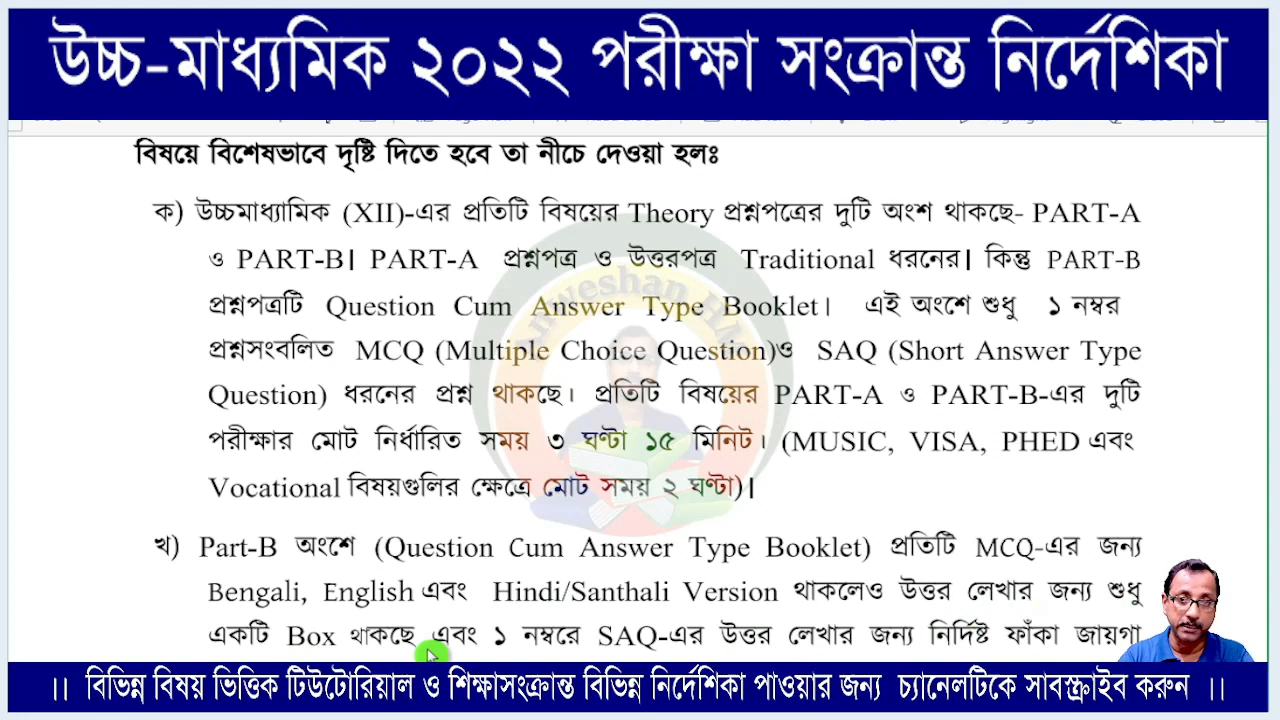 উচ্চ-মাধ্যমিক ২০২২ পরীক্ষা সংক্রান্ত নির্দেশিকা
বিষয়ে বিশেষভাবে দৃষ্টি দিতে হবে তা নীচে দেওয়া হলঃ
ক) উচ্চমাধ্যামিক (XII)-এর প্রতিটি বিষয়ের Theory প্রশ্নপত্রের দুটি অংশ থাকছে- PART-A
ও PART-B। PART-A প্রশ্নপত্র ও উত্তরপত্র Traditional ধরনের। কিন্তু PART-B
প্রশ্নপত্রটি Question Cum Answer Type Booklet। এই অংশে শুধু ১ নম্বর
প্রশ্নসংবলিত MCQ (Multiple Choice Question)ও SAQ (Short Answer Type
Question) ধরনের প্রশ্ন থাকছে। প্রতিটি বিষয়ের PART-A ও PART-B-এর দুটি
পরীক্ষার মোট নির্ধারিত সময় ৩ ঘণ্টা ১৫ মিনিট। (MUSIC, VISA, PHED এবং
Vocational বিষয়গুলির ক্ষেত্রে মোট সময় ২ ঘণ্টা)।
খ) Part-B অংশে (Question Cum Answer Type Booklet) প্রতিটি MCQ-এর জন্য
Bengali, English এবং Hindi/Santhali Version থাকলেও উত্তর লেখার জন্য শুধু
একটি Box থাকছে এবং ১ নম্বরে SAQ-এর উত্তর লেখার জন্য নির্দিষ্ট ফাঁকা জায়গা
।। বিভিন্ন বিষয় ভিত্তিক টিউটোরিয়াল ও শিক্ষাসংক্রান্ত বিভিন্ন নির্দেশিকা পাওয়ার জন্য চ্যানেলটিকে সাবস্ক্রাইব করুন ।।